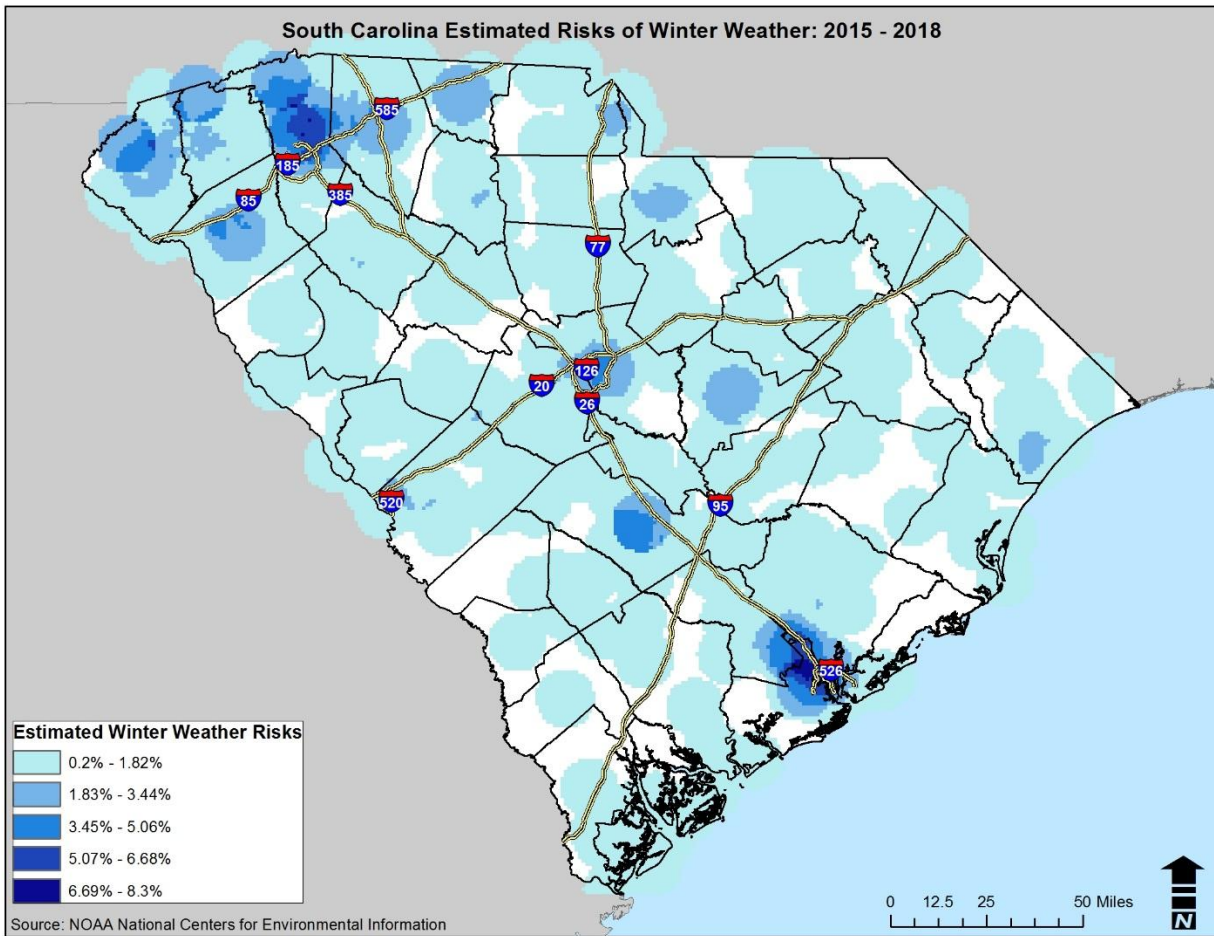 South Carolina Estimated Risks of Winter Weather: 2015 - 2018
585
185
85
385
77
126
20
26
520
95
526
Estimated Winter Weather Risks
0.2% - 1.82%
1.83% - 3.44%
3.45% - 5.06%
5.07% - 6.68%
6.69% - 8.3%
0 12.5 25 50 Miles
N
Source: NOAA National Centers for Environmental Information